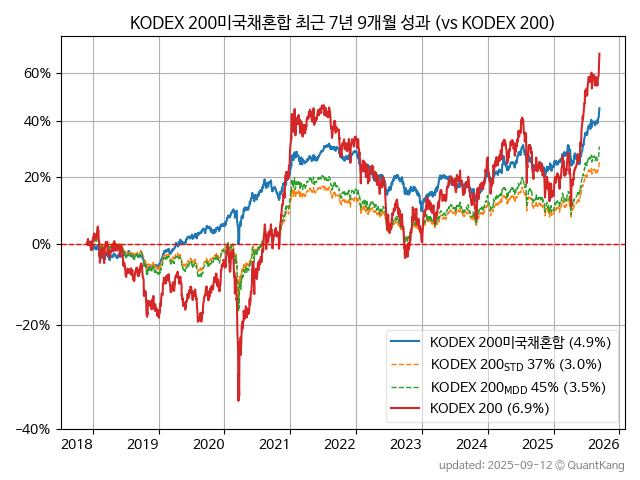 KODEX 200미국채혼합 최근 7년 9개월 성과 (vs KODEX 200)
60%
40%
20%
0%
−20%
−40%
KODEX 200미국채혼합 (4.9%)
KODEX 200STD 37% (3.0%)
KODEX 200MDD 45% (3.5%)
KODEX 200 (6.9%)
2018 2019 2020 2021 2022 2023 2024 2025 2026
updated: 2025-09-12 © QuantKang